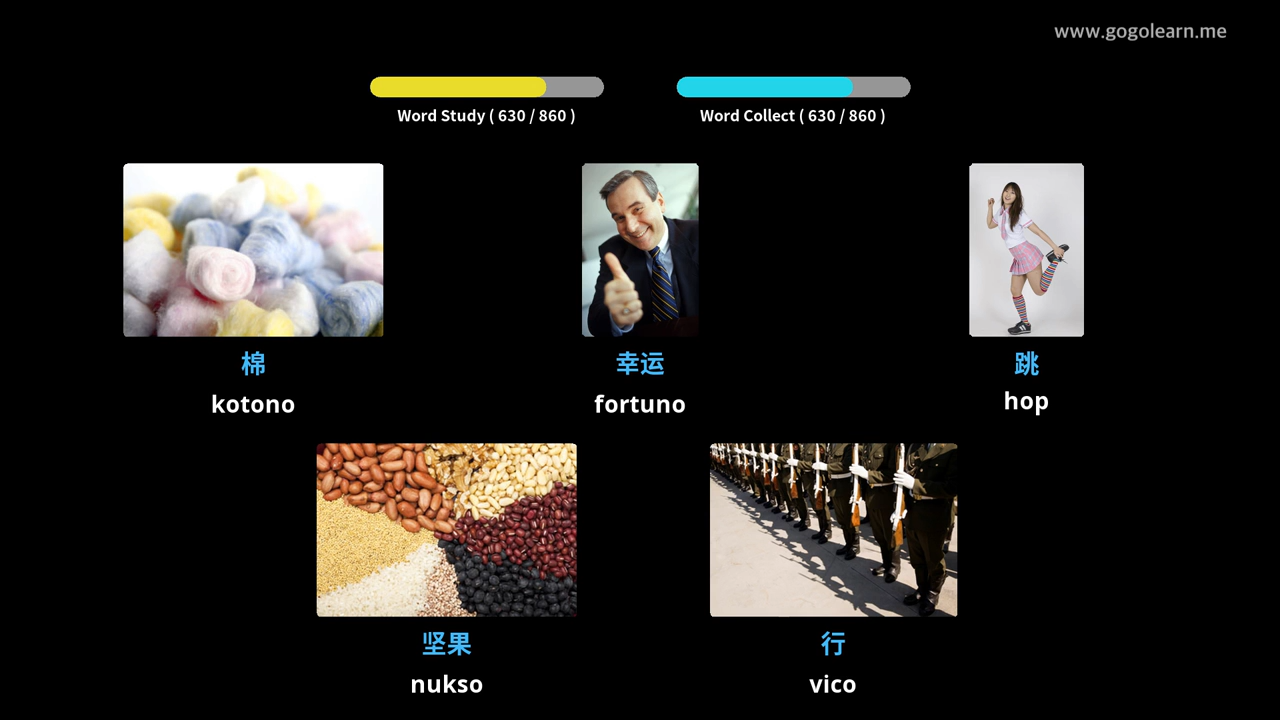 www.gogolearn.me
Word Study ( 630 / 860 )
Word Collect ( 630 / 860 )
棉
kotono
幸运
fortuno
跳
hop
坚果
nukso
行
vico